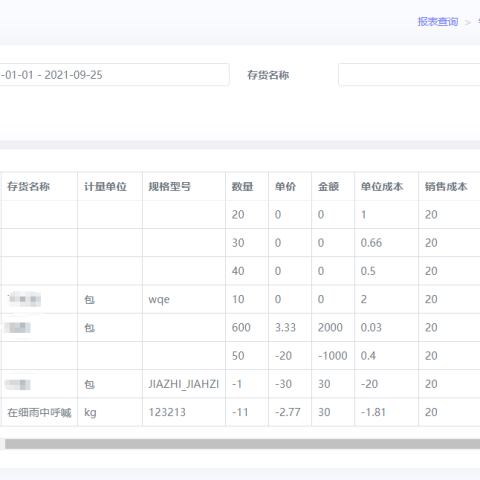 报表查询 >
-01-01 - 2021-09-25 存货名称
存货名称 计量单位 规格型号 数量 单价 金额 单位成本 销售成本
20 0 0 1 20
30 0 0 0.66 20
40 0 0 0.5 20
包 wqe 10 0 0 2 20
包 600 3.33 2000 0.03 20
50 -20 -1000 0.4 20
包 JIAZHI_JIAHZI -1 -30 30 -20 20
在细雨中呼喊 kg 123213 -11 -2.77 30 -1.81 20